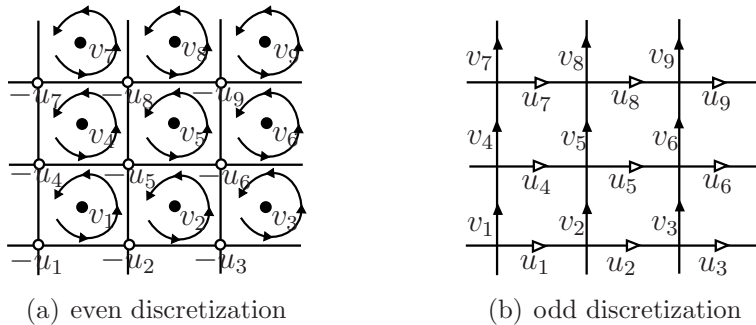 v₇ v₈ v₉
−u₇ −u₈ −u₉
v₄ v₅ v₆
−u₄ −u₅ −u₆
v₁ v₂ v₃
−u₁ −u₂ −u₃
(a) even discretization
v₇ v₈ v₉
u₇ u₈ u₉
v₄ v₅ v₆
u₄ u₅ u₆
v₁ v₂ v₃
u₁ u₂ u₃
(b) odd discretization